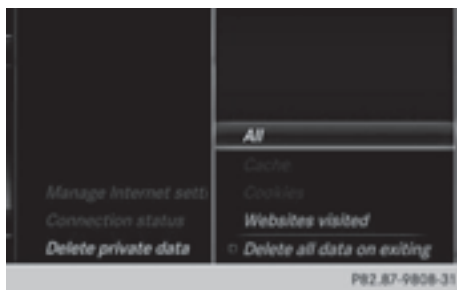 All
Cache
Cookies
Websites visited
Delete all data on exiting
Manage Internet setti
Connection status
Delete private data
P82.87-9808-31